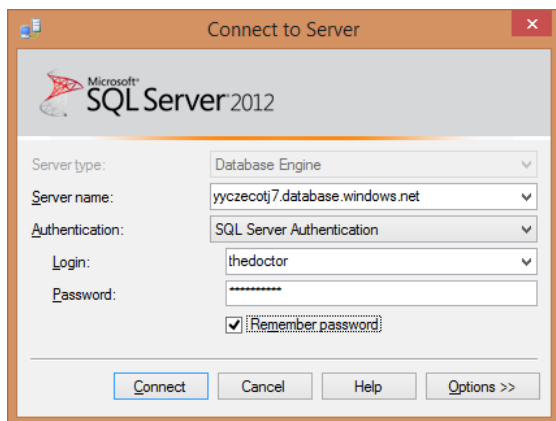 Connect to Server
Microsoft®
SQL Server® 2012
Server type: Database Engine
Server name: yyczecotj7.database.windows.net
Authentication: SQL Server Authentication
Login: thedoctor
Password: **********
Remember password
Connect Cancel Help Options >>